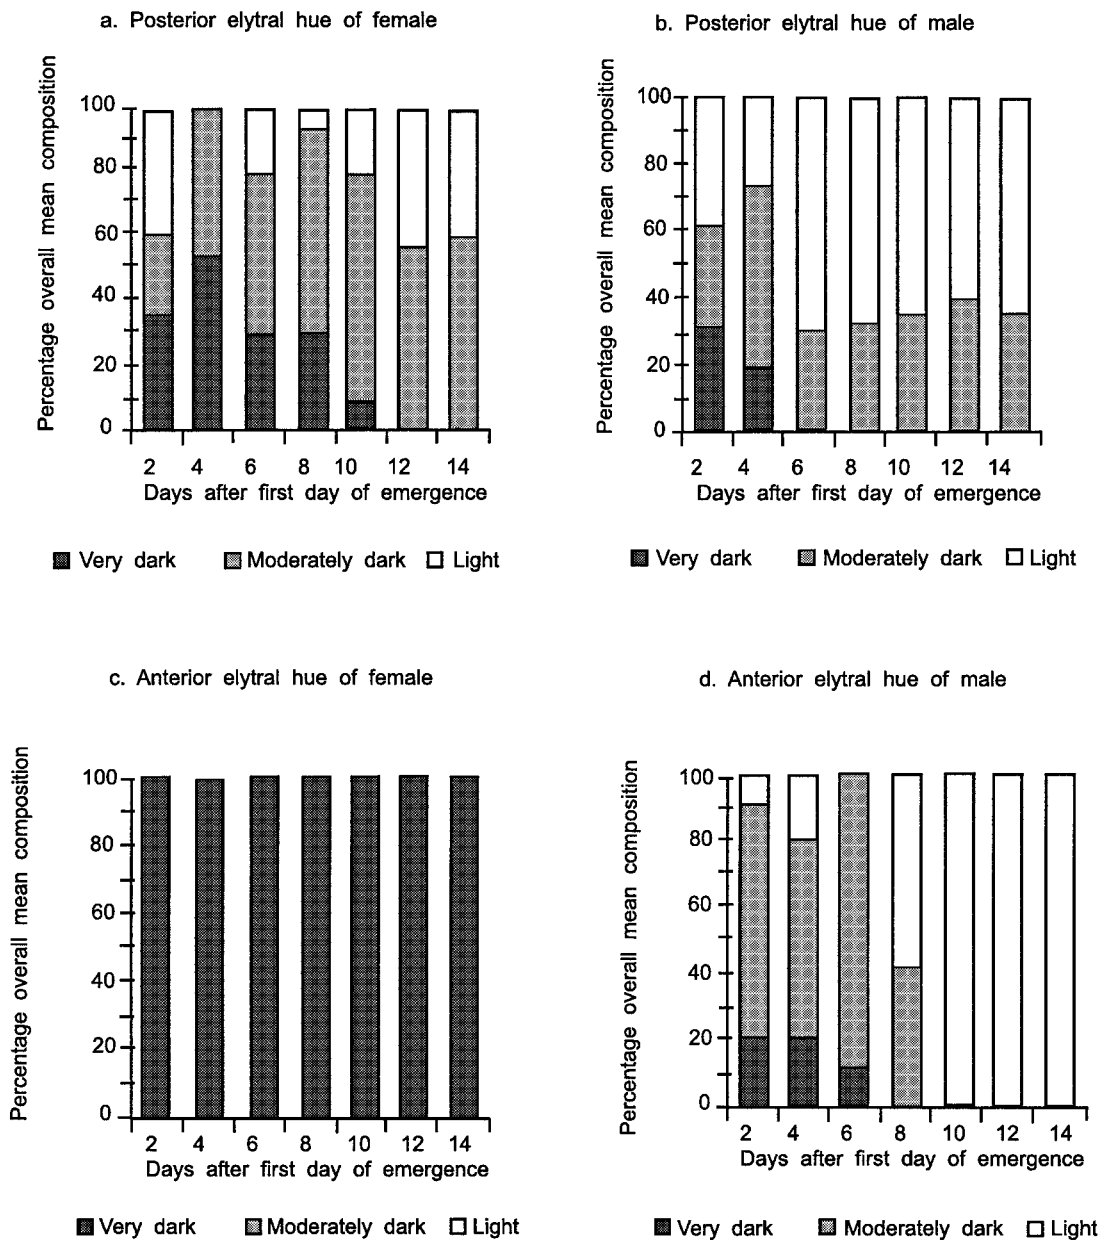 a. Posterior elytral hue of female
Percentage overall mean composition
100
80
60
40
20
0
2 4 6 8 10 12 14
Days after first day of emergence
Very dark Moderately dark Light
b. Posterior elytral hue of male
Percentage overall mean composition
100
80
60
40
20
0
2 4 6 8 10 12 14
Days after first day of emergence
Very dark Moderately dark Light
c. Anterior elytral hue of female
Percentage overall mean composition
100
80
60
40
20
0
2 4 6 8 10 12 14
Days after first day of emergence
Very dark Moderately dark Light
d. Anterior elytral hue of male
Percentage overall mean composition
100
80
60
40
20
0
2 4 6 8 10 12 14
Days after first day of emergence
Very dark Moderately dark Light